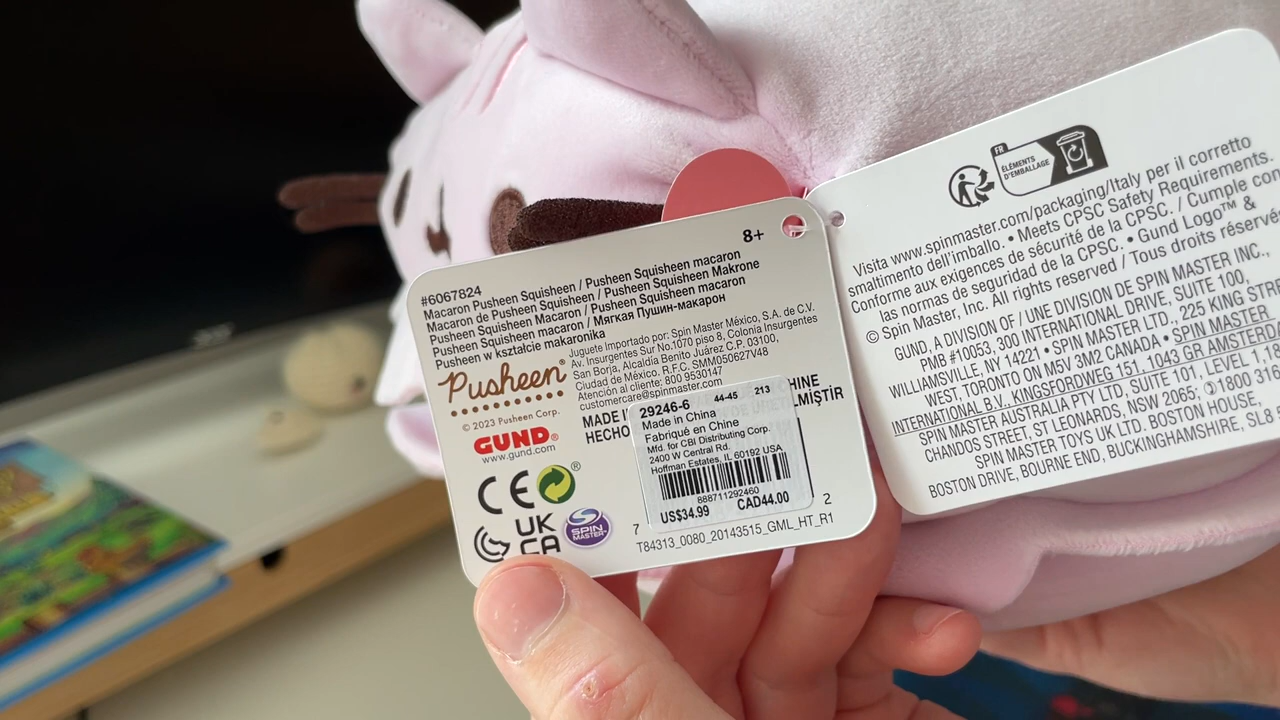 8+
#6067824
Macaron Pusheen Squisheen / Pusheen Squisheen macaron
Macaron de Pusheen Squisheen / Pusheen Squisheen Makrone
Pusheen Squisheen Macaron / Pusheen Squisheen macaron
Pusheen Squisheen macaron / Мягкая Пушин-макарон
Pusheen w kształcie makaronika
Pusheen®
© 2023 Pusheen Corp.
GUND®
www.gund.com
CE
®
UK
CA
SPIN
MASTER
Juguete Importado por: Spin Master México, S.A. de C.V.
Av. Insurgentes Sur No.1070 piso 8, Colonia Insurgentes
San Borja, Alcaldía Benito Juárez C.P. 03100,
Ciudad de México. R.F.C. SMM050627V48
Atención al cliente: 800 9530147
customercare@spinmaster.com
MADE
HECHO
29246-6 44-45 213
Made in China
Fabriqué en Chine
Mfd. for CBI Distributing Corp.
2400 W Central Rd.
Hoffman Estates, IL 60192 USA
888711292460
US$34.99 CAD44.00
7 2
T84313_0080_20143515_GML_HT_R1
FR
ÉLÉMENTS
D'EMBALLAGE
Visita www.spinmaster.com/packaging/Italy per il corretto
smaltimento dell'imballo. • Meets CPSC Safety Requirements.
Conforme aux exigences de sécurité de la CPSC. / Cumple con
las normas de seguridad de la CPSC. • Gund Logo™ &
© Spin Master, Inc. All rights reserved / Tous droits
GUND, A DIVISION OF / UNE DIVISION DE SPIN MASTER INC.,
PMB #10053, 300 INTERNATIONAL DRIVE, SUITE 100,
WILLIAMSVILLE, NY 14221 • SPIN MASTER LTD., 225 KING
WEST, TORONTO ON M5V 3M2 CANADA • SPIN MASTER
INTERNATIONAL B.V., KINGSFORDWEG 151, 1043 GR
SPIN MASTER AUSTRALIA PTY LTD, SUITE 101, LEVEL 1,
CHANDOS STREET, ST LEONARDS, NSW 2065; 1800 316
SPIN MASTER TOYS UK LTD. BOSTON HOUSE,
BOSTON DRIVE, BOURNE END, BUCKINGHAMSHIRE, SL8